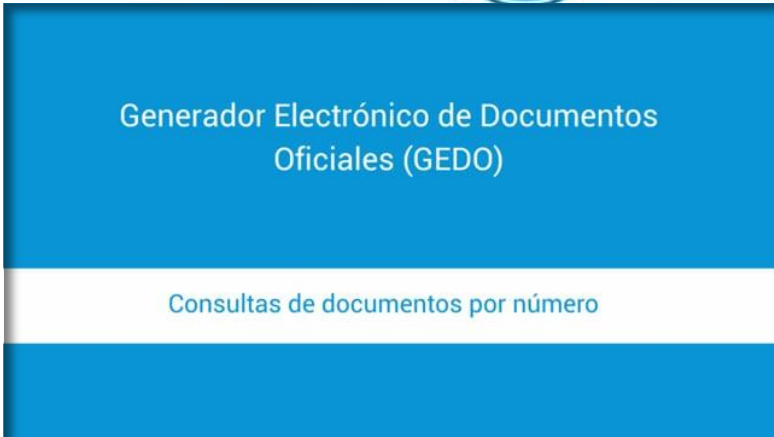 Generador Electrónico de Documentos
Oficiales (GEDO)
Consultas de documentos por número